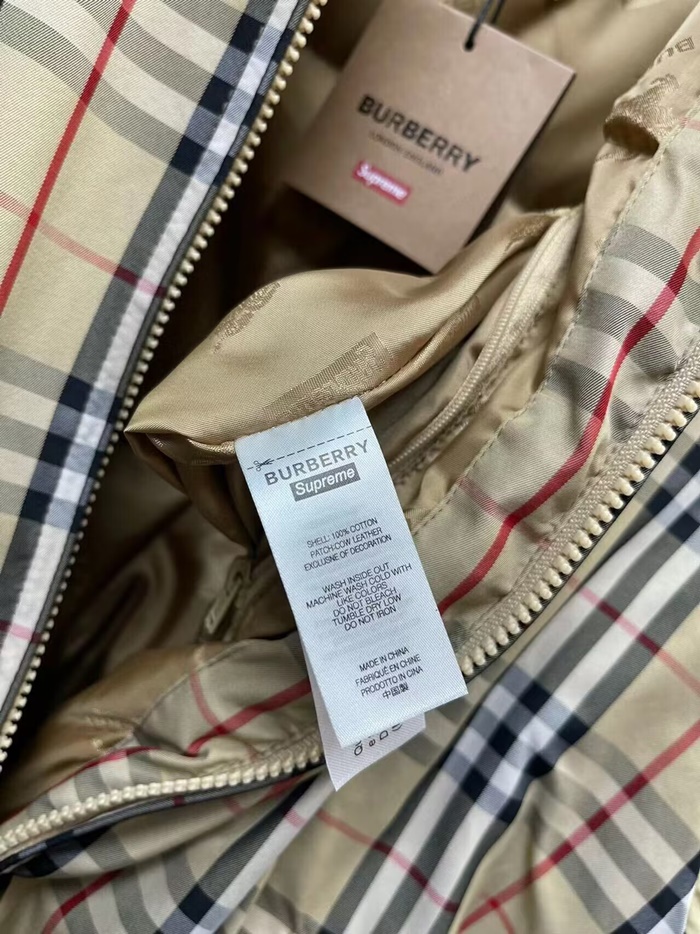 BURBERRY
LONDON ENGLAND
Supreme
BURBERRY
Supreme
SHELL: 100% COTTON
PATCH:COW LEATHER
EXCLUSNE OF DECORATION
WASH INSIDE OUT
MACHINE WASH COLD WITH
LIKE COLORS
DO NOT BLEACH
TUMBLE DRY LOW
DO NOT IRON
MADE IN CHINA
FABRIQUÉ EN CHINE
PRODOTTO IN CINA
中国製